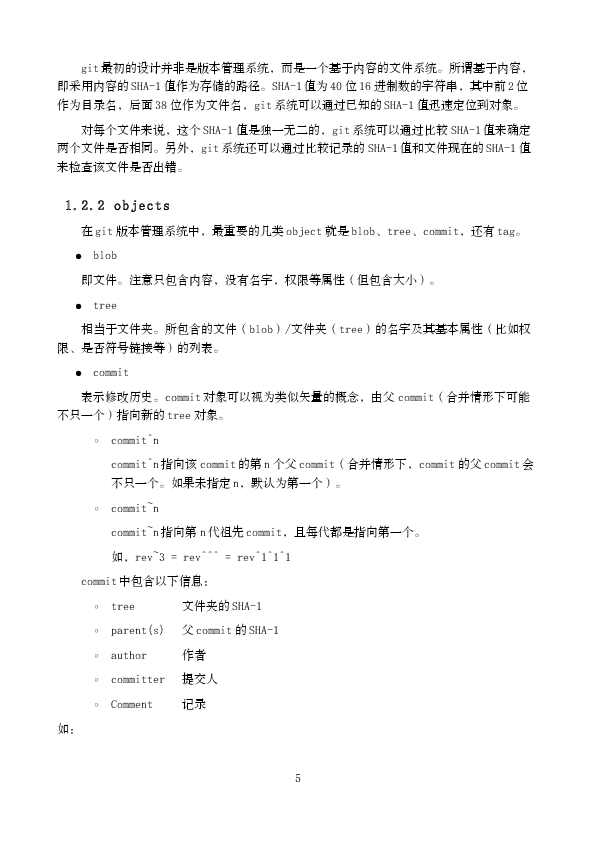 git最初的设计并非是版本管理系统，而是一个基于内容的文件系统。所谓基于内容，
即采用内容的SHA-1值作为存储的路径。SHA-1值为40位16进制数的字符串，其中前2位
作为目录名，后面38位作为文件名，git系统可以通过已知的SHA-1值迅速定位到对象。
对每个文件来说，这个SHA-1值是独一无二的，git系统可以通过比较SHA-1值来确定
两个文件是否相同。另外，git系统还可以通过比较记录的SHA-1值和文件现在的SHA-1值
来检查该文件是否出错。
1.2.2 objects
在git版本管理系统中，最重要的几类object就是blob、tree、commit，还有tag。
● blob
即文件。注意只包含内容，没有名字，权限等属性（但包含大小）。
● tree
相当于文件夹。所包含的文件（blob）/文件夹（tree）的名字及其基本属性（比如权
限、是否符号链接等）的列表。
● commit
表示修改历史。commit对象可以视为类似矢量的概念，由父commit（合并情形下可能
不只一个）指向新的tree对象。
○ commit^n
commit^n指向该commit的第n个父commit（合并情形下，commit的父commit会
不只一个。如果未指定n，默认为第一个）。
○ commit~n
commit~n指向第n代祖先commit，且每代都是指向第一个。
如，rev~3 = rev^^^ = rev^1^1^1
commit中包含以下信息：
○ tree 文件夹的SHA-1
○ parent(s) 父commit的SHA-1
○ author 作者
○ committer 提交人
○ Comment 记录
如：
5